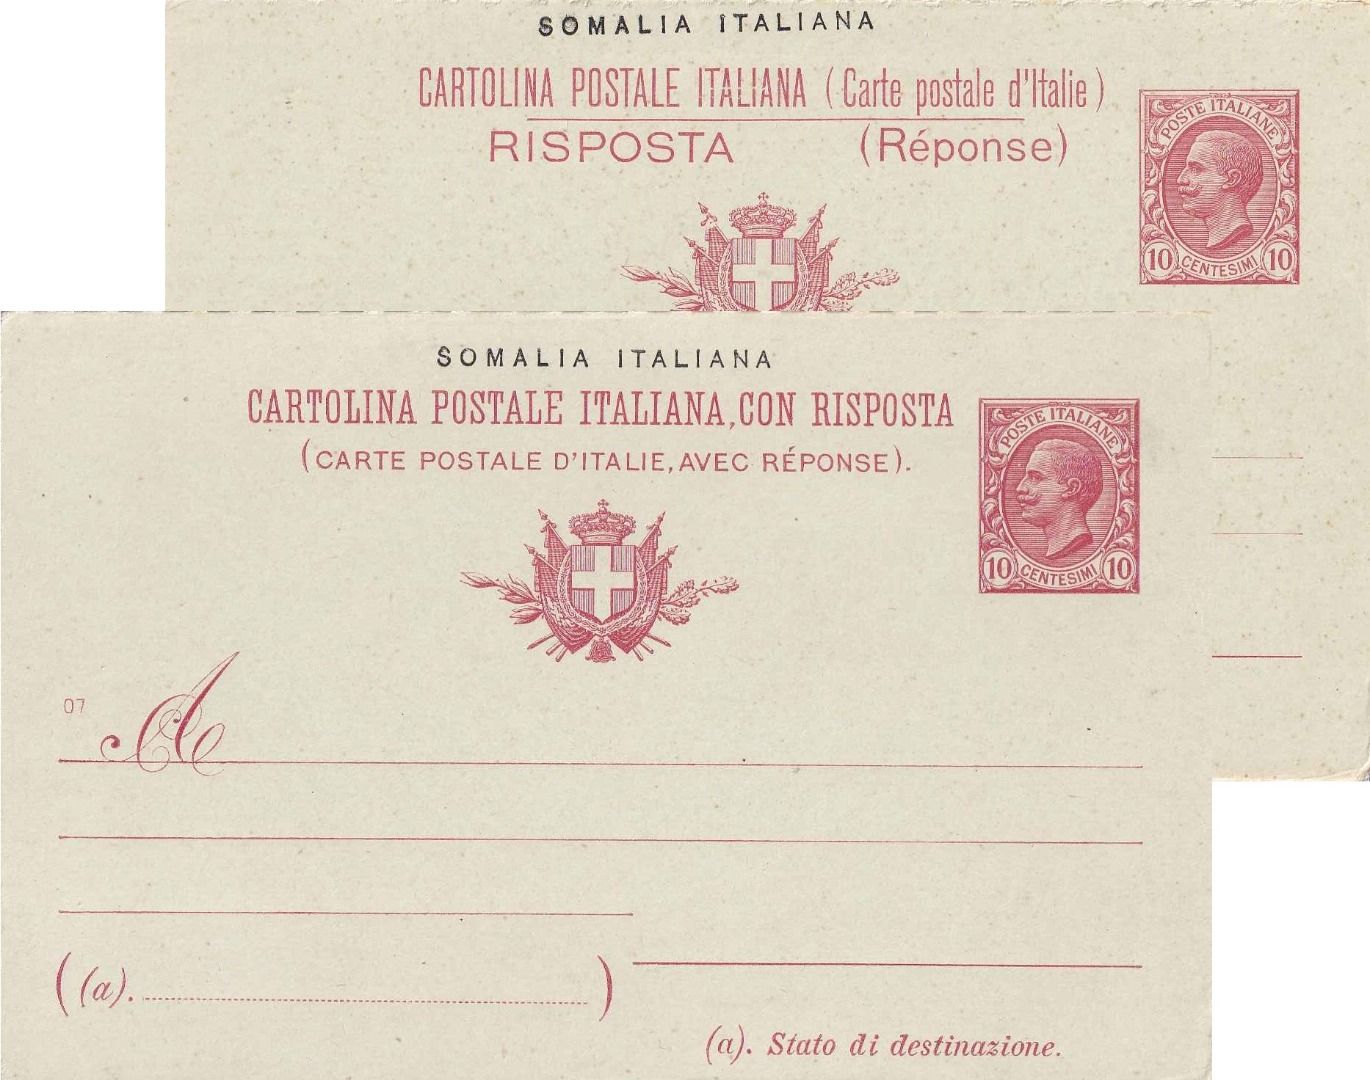 SOMALIA ITALIANA
CARTOLINA POSTALE ITALIANA (Carte postale d'Italie)
RISPOSTA (Réponse)
POSTE ITALIANE
10 CENTESIMI 10
SOMALIA ITALIANA
CARTOLINA POSTALE ITALIANA, CON RISPOSTA
(CARTE POSTALE D'ITALIE, AVEC RÉPONSE).
POSTE ITALIANE
10 CENTESIMI 10
07 A
((a). )
(a). Stato di destinazione.